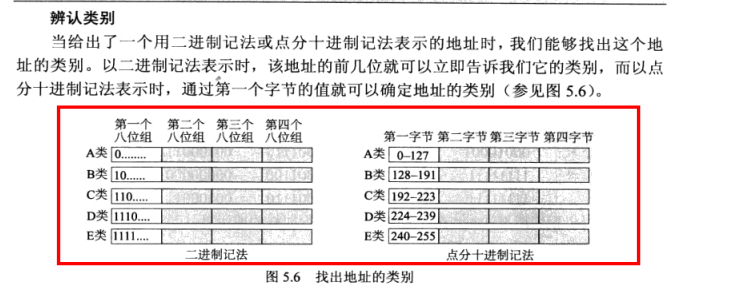 辨认类别
当给出了一个用二进制记法或点分十进制记法表示的地址时，我们能够找出这个地
址的类别。以二进制表示时，该地址的前几位就可以立即告诉我们它的类别，而以点
分十进制记法表示时，通过第一个字节的值就可以确定地址的类别（参见图 5.6）。
第一个 第二个 第三个 第四个
八位组 八位组 八位组 八位组
A类 0........
B类 10......
C类 110.....
D类 1110....
E类 1111....
二进制记法
第一字节 第二字节 第三字节 第四字节
A类 0–127
B类 128–191
C类 192–223
D类 224–239
E类 240–255
点分十进制记法
图 5.6 找出地址的类别